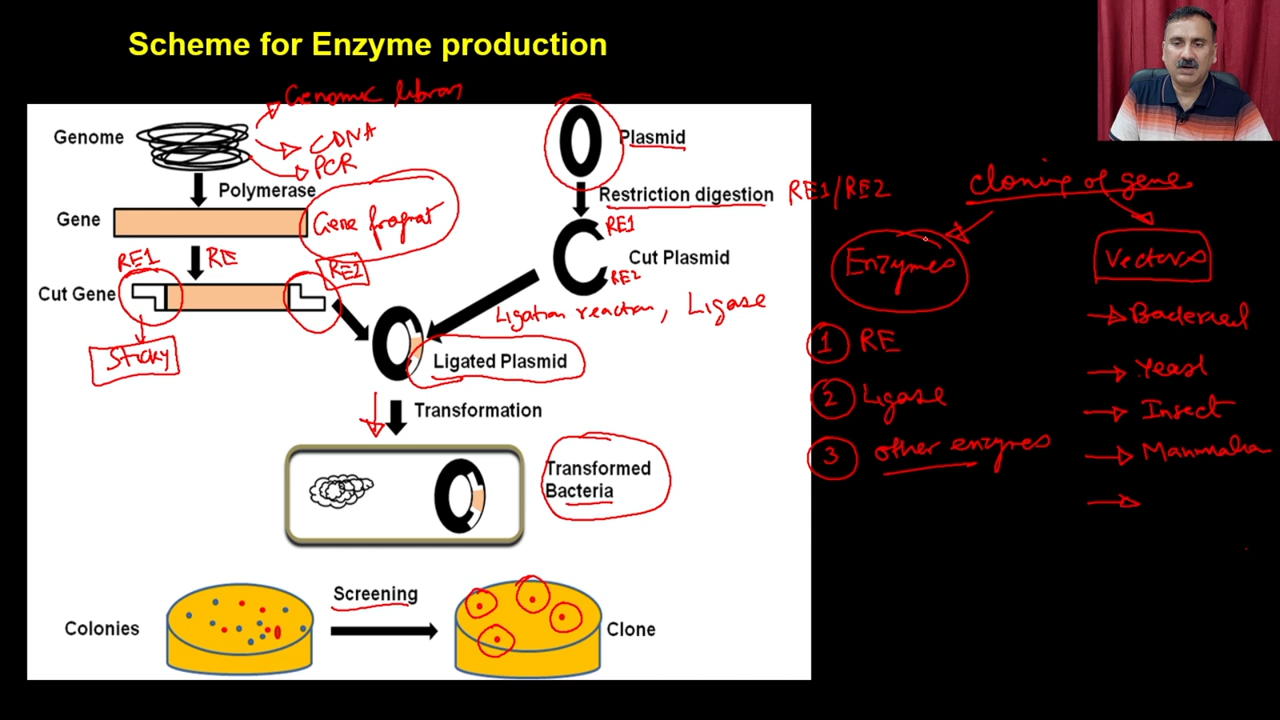 Scheme for Enzyme production
Genomic library
Genome
CDNA
PCR
Plasmid
Polymerase
Restriction digestion RE1/RE2
cloning of gene
Gene
Gene fragmt
RE1
RE1
RE
RE2
Cut Plasmid
Enzymes
Vectors
Cut Gene
RE2
Ligation reaction, Ligase
Bacterial
1 RE
Sticky
Ligated Plasmid
Yeast
2 Ligase
Transformation
Insect
3 other enzymes
Mammalia
Transformed
Bacteria
Screening
Colonies
Clone